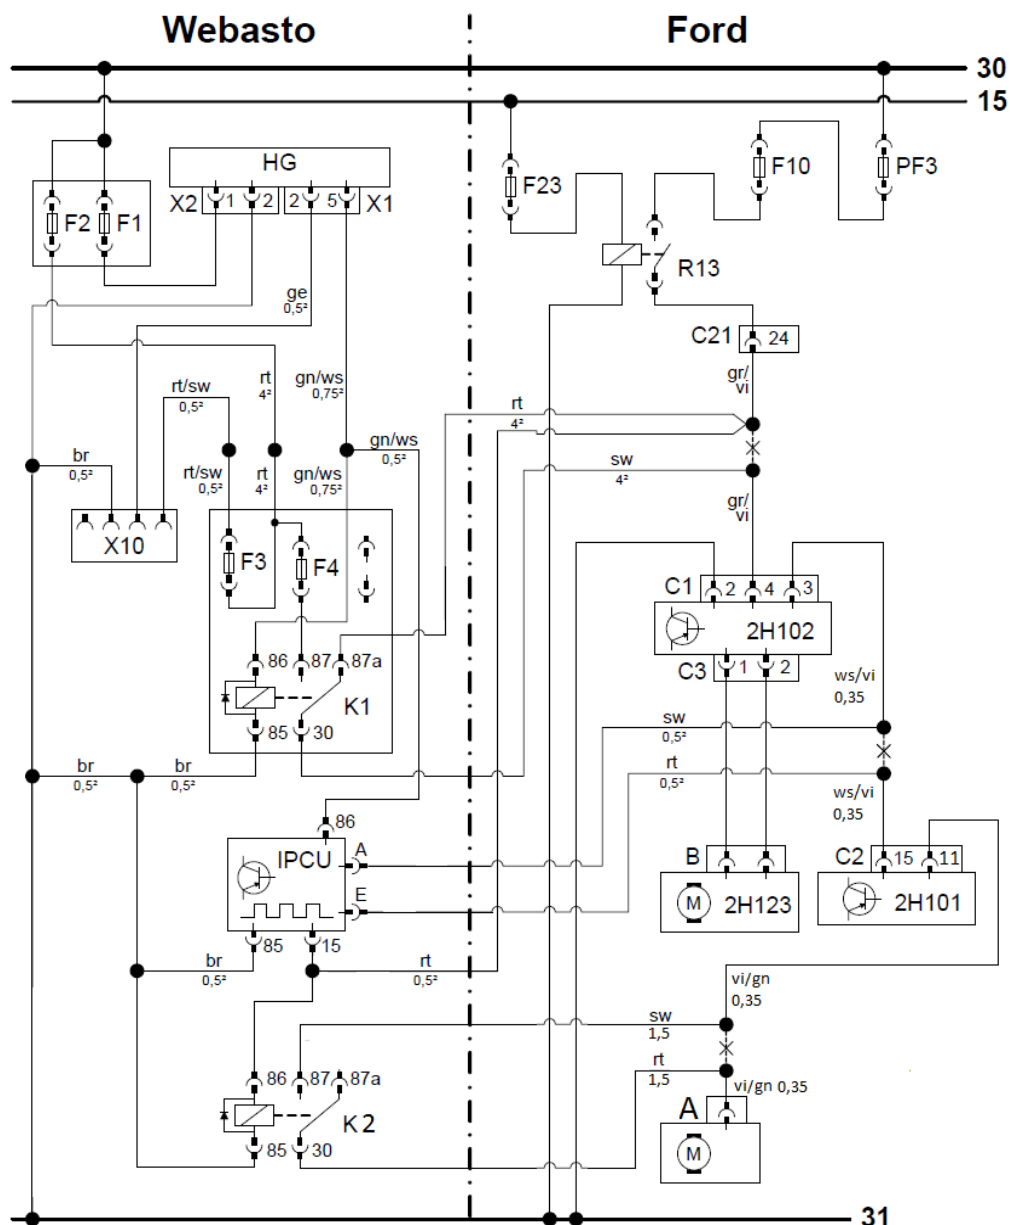 Webasto Ford
30
15
HG
X2 1 2 2 5 X1
F2 F1
F23 F10 PF3
R13
ge
0,5²
C21 24
rt/sw
0,5²
rt
4²
gn/ws
0,75²
gr/
vi
rt
4²
gn/ws
0,5²
br
0,5²
rt/sw
0,5²
rt
4²
gn/ws
0,75²
sw
4²
gr/
vi
X10
F3 F4
C1 2 4 3
2H102
86 87 87a
C3 1 2
K1
85 30
ws/vi
0,35
sw
0,5²
br
0,5²
br
0,5²
rt
0,5²
ws/vi
0,35
86
IPCU A
E
B C2 15 11
M 2H123 2H101
85 15
br
0,5²
rt
0,5²
vi/gn
0,35
sw
1,5
rt
1,5
86 87 87a
vi/gn 0,35
K2
A
85 30
M
31